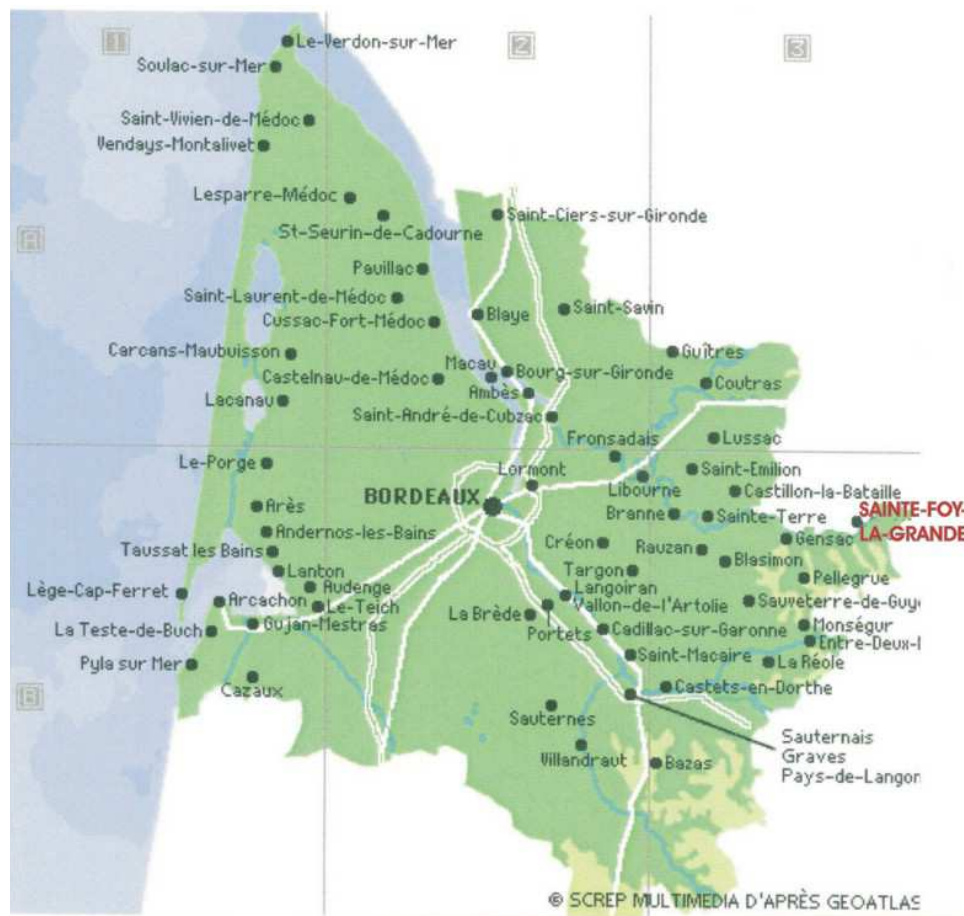 1
2
3
Le-Verdon-sur-Mer
Soulac-sur-Mer
Saint-Vivien-de-Médoc
Vendays-Montalivet
Lesparre-Médoc
St-Seurin-de-Cadourne
Saint-Ciers-sur-Gironde
A
Pauillac
Saint-Laurent-de-Médoc
Blaye
Saint-Savin
Cussac-Fort-Médoc
Carcans-Maubuisson
Guîtres
Macau
Bourg-sur-Gironde
Castelnau-de-Médoc
Coutras
Lacanau
Ambès
Saint-André-de-Cubzac
Fronsadais
Lussac
Le-Porge
Lormont
Saint-Emilion
BORDEAUX
Libourne
Castillon-la-Bataille
Arès
Branne
Sainte-Terre
SAINTE-FOY-
LA-GRANDE
Andernos-les-Bains
Gensac
Taussat les Bains
Créon
Rauzan
Blasimon
Lanton
Targon
Pellegrue
Lège-Cap-Ferret
Audenge
Langoiran
Arcachon
Le-Teich
Vallon-de-l'Artolie
Sauveterre-de-Guye
La Brède
La Teste-de-Buch
Gujan-Mestras
Portets
Cadillac-sur-Garonne
Monségur
Entre-Deux-
Saint-Macaire
La Réole
Pyla sur Mer
Cazaux
Castets-en-Dorthe
B
Sauternes
Sauternais
Graves
Pays-de-Langon
Villandraut
Bazas
© SCREP MULTIMEDIA D'APRÈS GEOATLAS